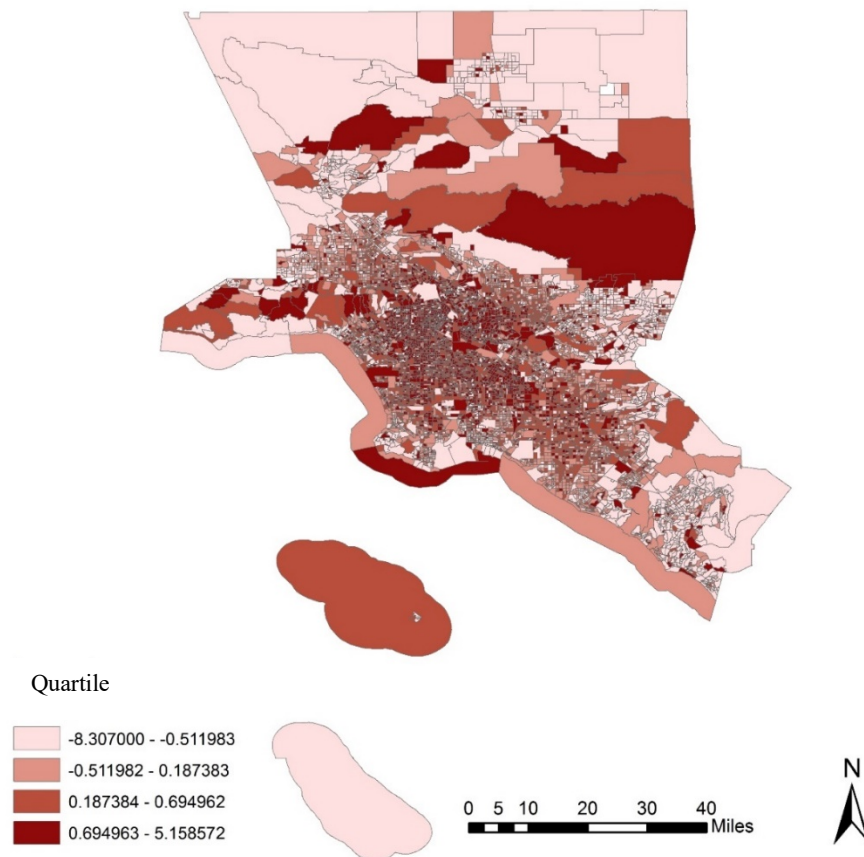 Quartile
-8.307000 - -0.511983
-0.511982 - 0.187383
0.187384 - 0.694962
0.694963 - 5.158572
0 5 10 20 30 40
Miles
N